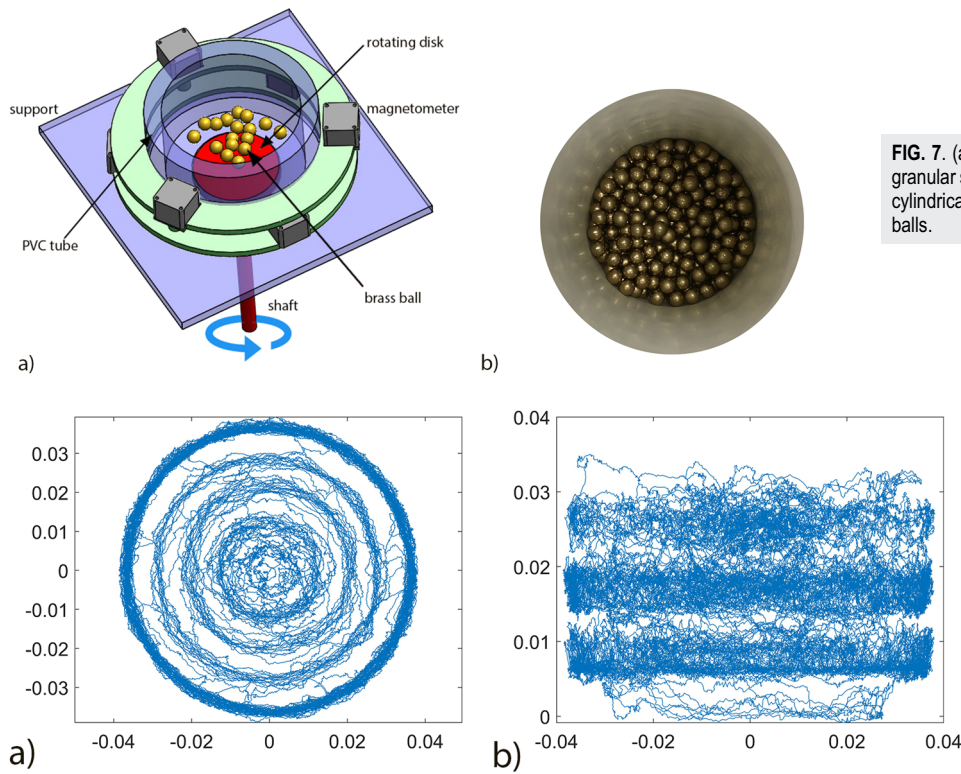 rotating disk
support
magnetometer
PVC tube
brass ball
shaft
a)
b)
FIG. 7. (a
granular s
cylindrica
balls.
0.03
0.02
0.01
0
-0.01
-0.02
-0.03
-0.04 -0.02 0 0.02 0.04
a)
0.04
0.03
0.02
0.01
0
-0.04 -0.02 0 0.02 0.04
b)